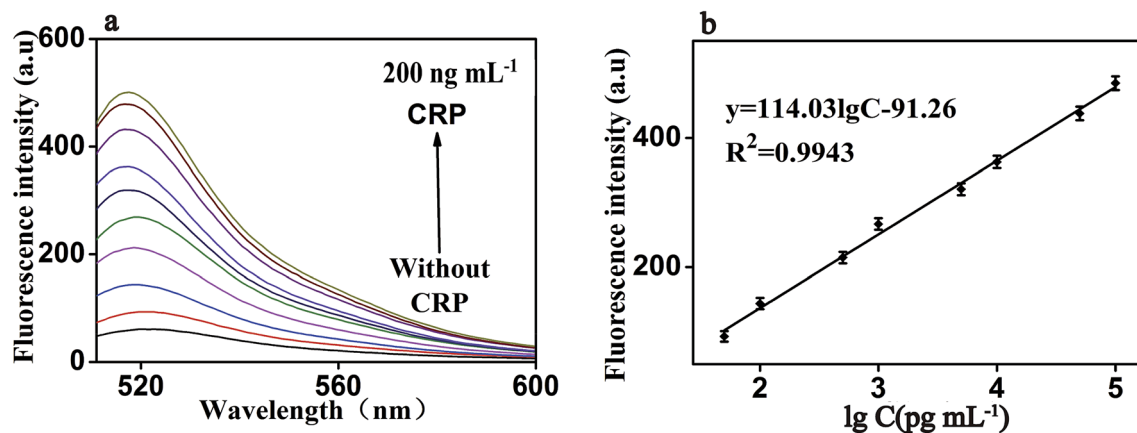 a
Fluorescence intensity (a.u)
600
400
200
0
200 ng mL⁻¹
CRP
Without
CRP
520
560
600
Wavelength（nm）
b
Fluorescence intensity (a.u)
400
200
y=114.03lgC-91.26
R²=0.9943
2
3
4
5
lg C(pg mL⁻¹)